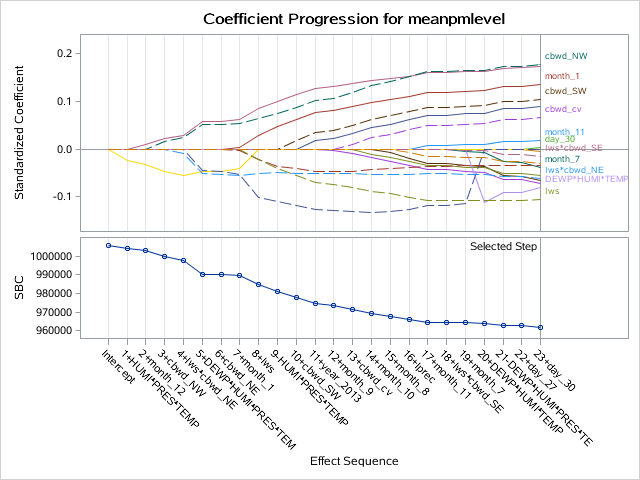 Coefficient Progression for meanpmlevel
Standardized Coefficient
0.2
0.1
0.0
-0.1
cbwd_NW
month_1
cbwd_SW
cbwd_cv
month_11
day_30
lws*cbwd_SE
month_7
lws*cbwd_NE
DEWP*HUMI*TEMP
lws
SBC
1000000
990000
980000
970000
960000
Selected Step
Intercept
1+HUMI*PRES*TEMP
2+month_12
3+cbwd_NW
4+lws*cbwd_NE
5+DEWP*HUMI*PRES*TEM
6+cbwd_NE
7+month_1
8+lws
9-HUMI*PRES*TEMP
10+cbwd_SW
11+year_2013
12+month_9
13+cbwd_cv
14+month_10
15+month_8
16+lprec
17+month_11
18+lws*cbwd_SE
19+month_7
20+DEWP*HUMI*TEMP
21-DEWP*HUMI*PRES*TE
22+day_27
23+day_30
Effect Sequence